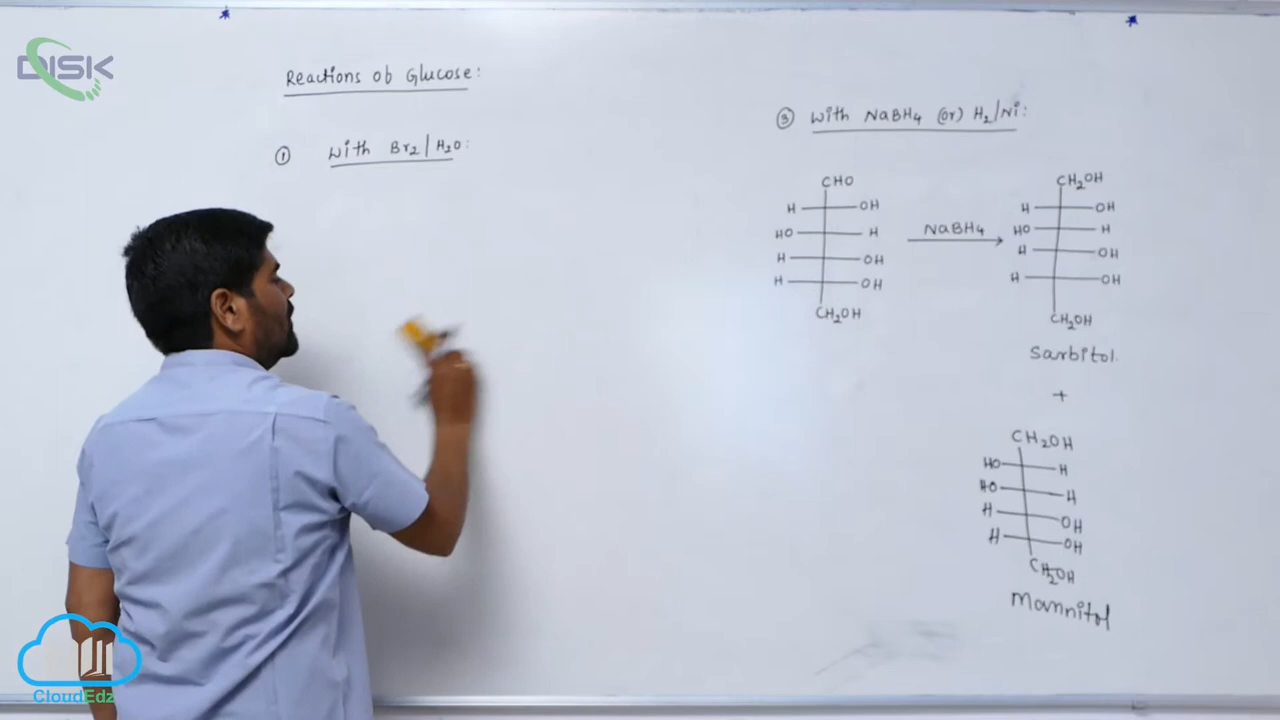 DISK
Reactions of Glucose:
① With Br2/H2O:
③ With NaBH4 (or) H2/Ni:
CHO
H OH
HO H
H OH
H OH
CH2OH
NaBH4
CH2OH
H OH
HO H
H OH
H OH
CH2OH
Sarbitol.
+
CH2OH
HO H
HO H
H OH
H OH
CH2OH
Mannitol
CloudEdz